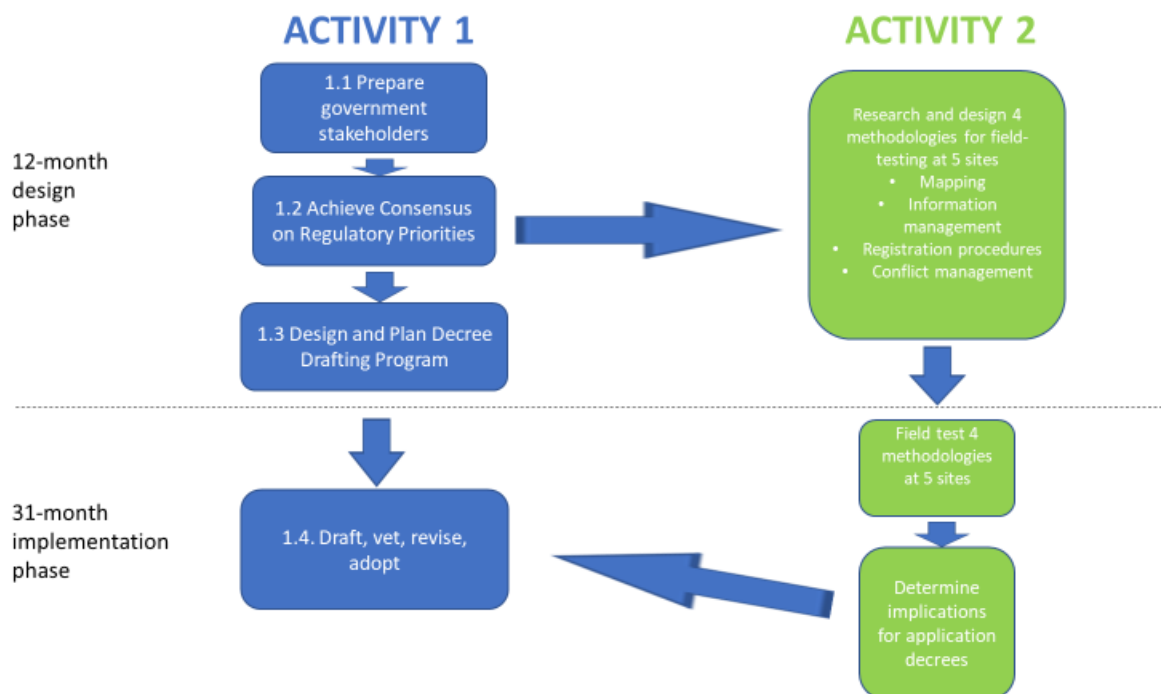 ACTIVITY 1
ACTIVITY 2
12-month
design
phase
1.1 Prepare
government
stakeholders
1.2 Achieve Consensus
on Regulatory Priorities
1.3 Design and Plan Decree
Drafting Program
Research and design 4
methodologies for field-
testing at 5 sites
• Mapping
• Information
management
• Registration procedures
• Conflict management
31-month
implementation
phase
1.4. Draft, vet, revise,
adopt
Field test 4
methodologies
at 5 sites
Determine
implications
for application
decrees